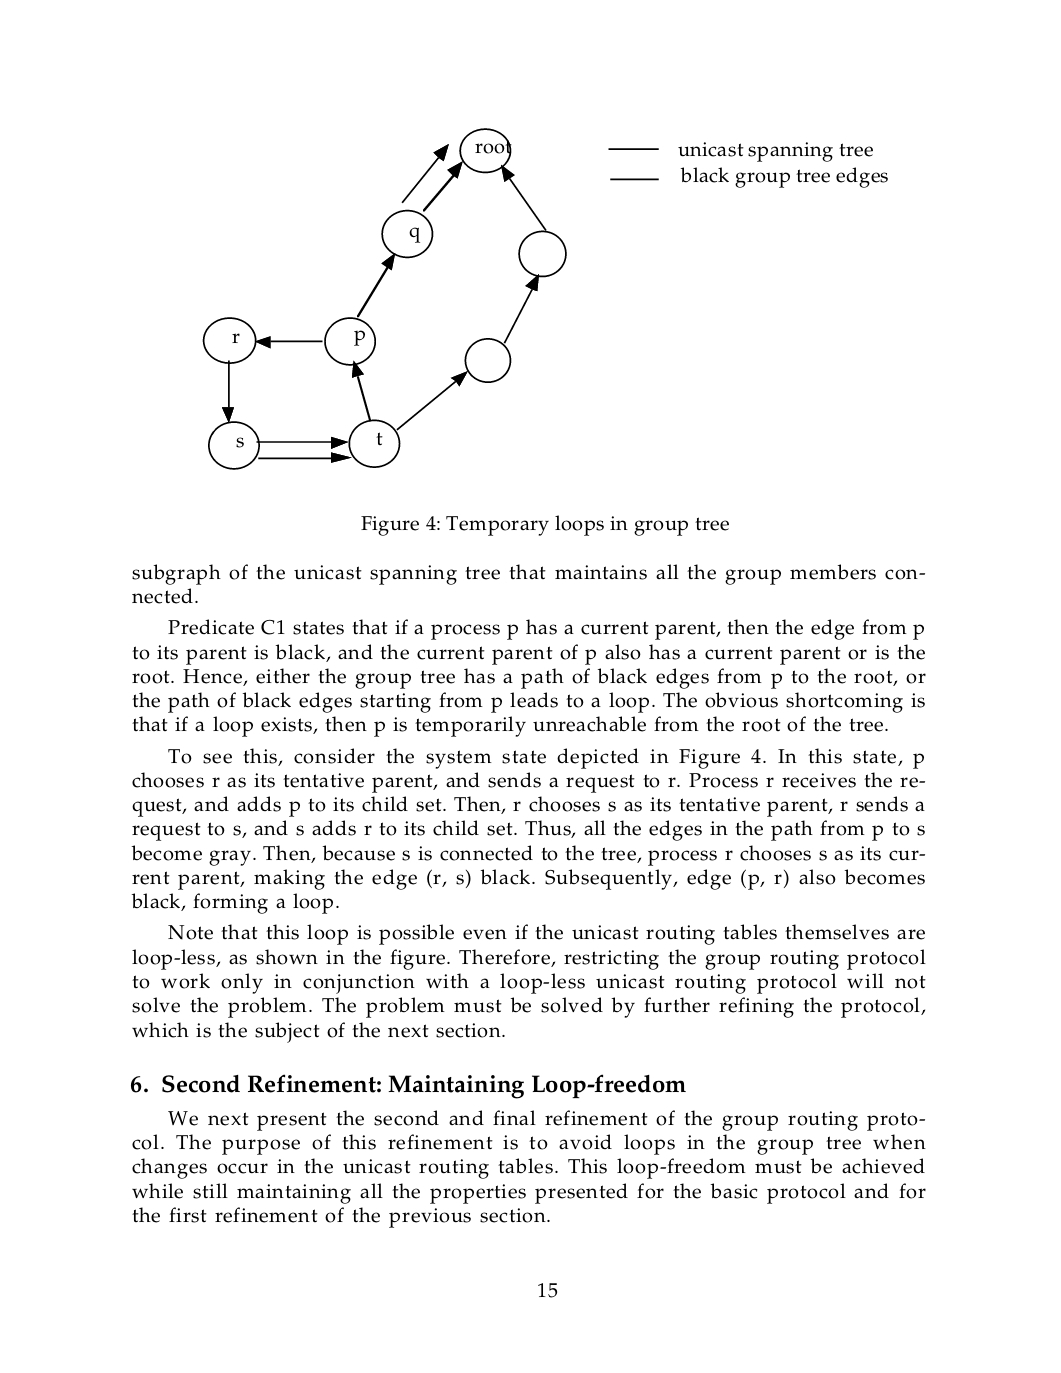 root
unicast spanning tree
black group tree edges
q
r
p
s
t
Figure 4: Temporary loops in group tree
subgraph of the unicast spanning tree that maintains all the group members con-
nected.
Predicate C1 states that if a process p has a current parent, then the edge from p
to its parent is black, and the current parent of p also has a current parent or is the
root. Hence, either the group tree has a path of black edges from p to the root, or
the path of black edges starting from p leads to a loop. The obvious shortcoming is
that if a loop exists, then p is temporarily unreachable from the root of the tree.
To see this, consider the system state depicted in Figure 4. In this state, p
chooses r as its tentative parent, and sends a request to r. Process r receives the re-
quest, and adds p to its child set. Then, r chooses s as its tentative parent, r sends a
request to s, and s adds r to its child set. Thus, all the edges in the path from p to s
become gray. Then, because s is connected to the tree, process r chooses s as its cur-
rent parent, making the edge (r, s) black. Subsequently, edge (p, r) also becomes
black, forming a loop.
Note that this loop is possible even if the unicast routing tables themselves are
loop-less, as shown in the figure. Therefore, restricting the group routing protocol
to work only in conjunction with a loop-less unicast routing protocol will not
solve the problem. The problem must be solved by further refining the protocol,
which is the subject of the next section.
6. Second Refinement: Maintaining Loop-freedom
We next present the second and final refinement of the group routing proto-
col. The purpose of this refinement is to avoid loops in the group tree when
changes occur in the unicast routing tables. This loop-freedom must be achieved
while still maintaining all the properties presented for the basic protocol and for
the first refinement of the previous section.
15